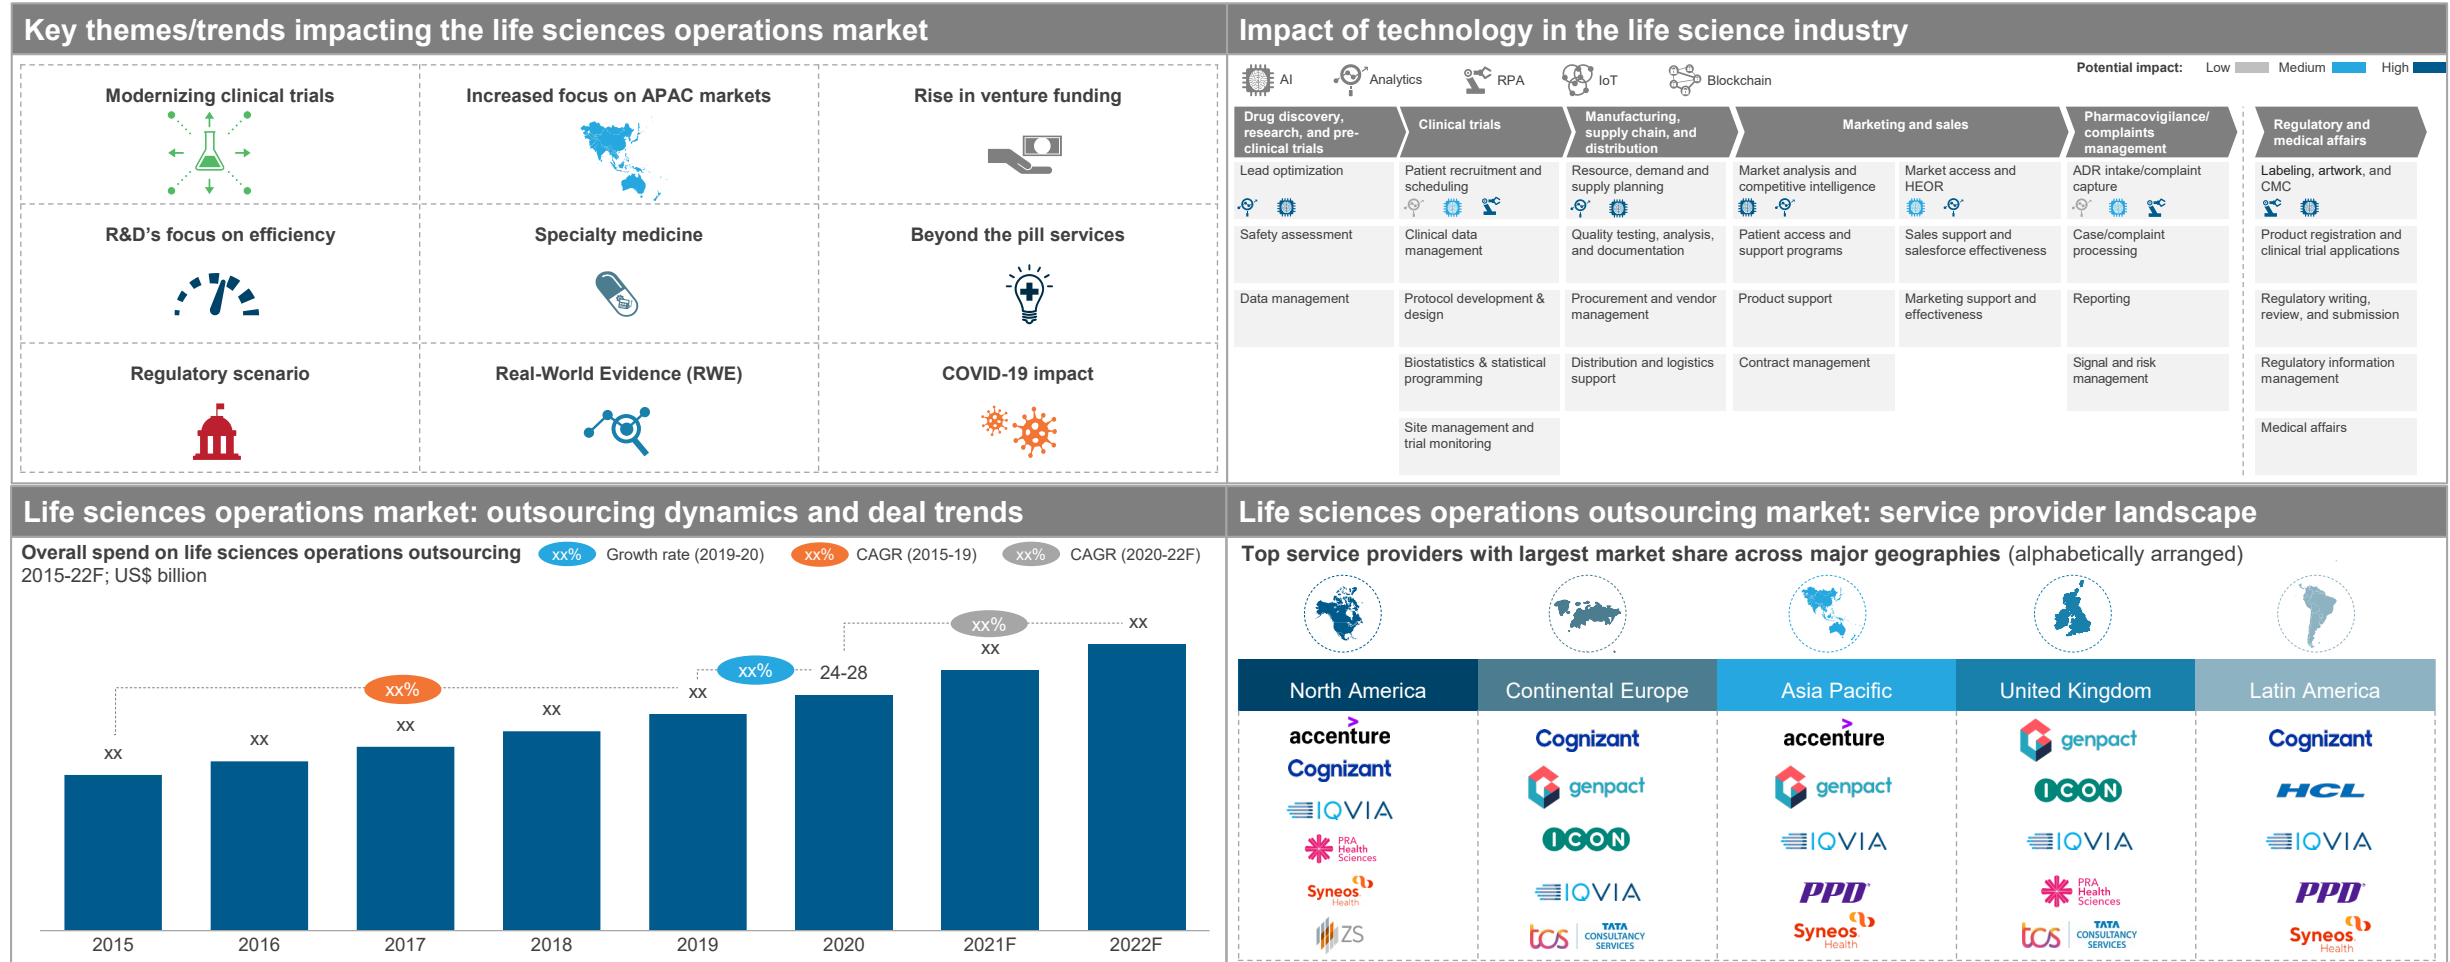 Key themes/trends impacting the life sciences operations market
Modernizing clinical trials
Increased focus on APAC markets
Rise in venture funding
R&D’s focus on efficiency
Specialty medicine
Beyond the pill services
Regulatory scenario
Real-World Evidence (RWE)
COVID-19 impact
Impact of technology in the life science industry
AI
Analytics
RPA
IoT
Blockchain
Potential impact:
Low
Medium
High
Drug discovery,
research, and pre-
clinical trials
Clinical trials
Manufacturing,
supply chain, and
distribution
Marketing and sales
Pharmacovigilance/
complaints
management
Regulatory and
medical affairs
Lead optimization
Patient recruitment and
scheduling
Resource, demand and
supply planning
Market analysis and
competitive intelligence
Market access and
HEOR
ADR intake/complaint
capture
Labeling, artwork, and
CMC
Safety assessment
Clinical data
management
Quality testing, analysis,
and documentation
Patient access and
support programs
Sales support and
salesforce effectiveness
Case/complaint
processing
Product registration and
clinical trial applications
Data management
Protocol development &
design
Procurement and vendor
management
Product support
Marketing support and
effectiveness
Reporting
Regulatory writing,
review, and submission
Biostatistics & statistical
programming
Distribution and logistics
support
Contract management
Signal and risk
management
Regulatory information
management
Site management and
trial monitoring
Medical affairs
Life sciences operations market: outsourcing dynamics and deal trends
Overall spend on life sciences operations outsourcing
2015-22F; US$ billion
xx%
Growth rate (2019-20)
xx%
CAGR (2015-19)
xx%
CAGR (2020-22F)
xx%
xx%
xx%
xx
xx
xx
xx
xx
24-28
xx
xx
2015
2016
2017
2018
2019
2020
2021F
2022F
Life sciences operations outsourcing market: service provider landscape
Top service providers with largest market share across major geographies (alphabetically arranged)
North America
Continental Europe
Asia Pacific
United Kingdom
Latin America
accenture
Cognizant
IQVIA
PRA
Health
Sciences
Syneos
Health
ZS
Cognizant
genpact
ICON
IQVIA
tcs
TATA
CONSULTANCY
SERVICES
accenture
genpact
IQVIA
PPD
Syneos
Health
genpact
ICON
IQVIA
PRA
Health
Sciences
tcs
TATA
CONSULTANCY
SERVICES
Cognizant
HCL
IQVIA
PPD
Syneos
Health